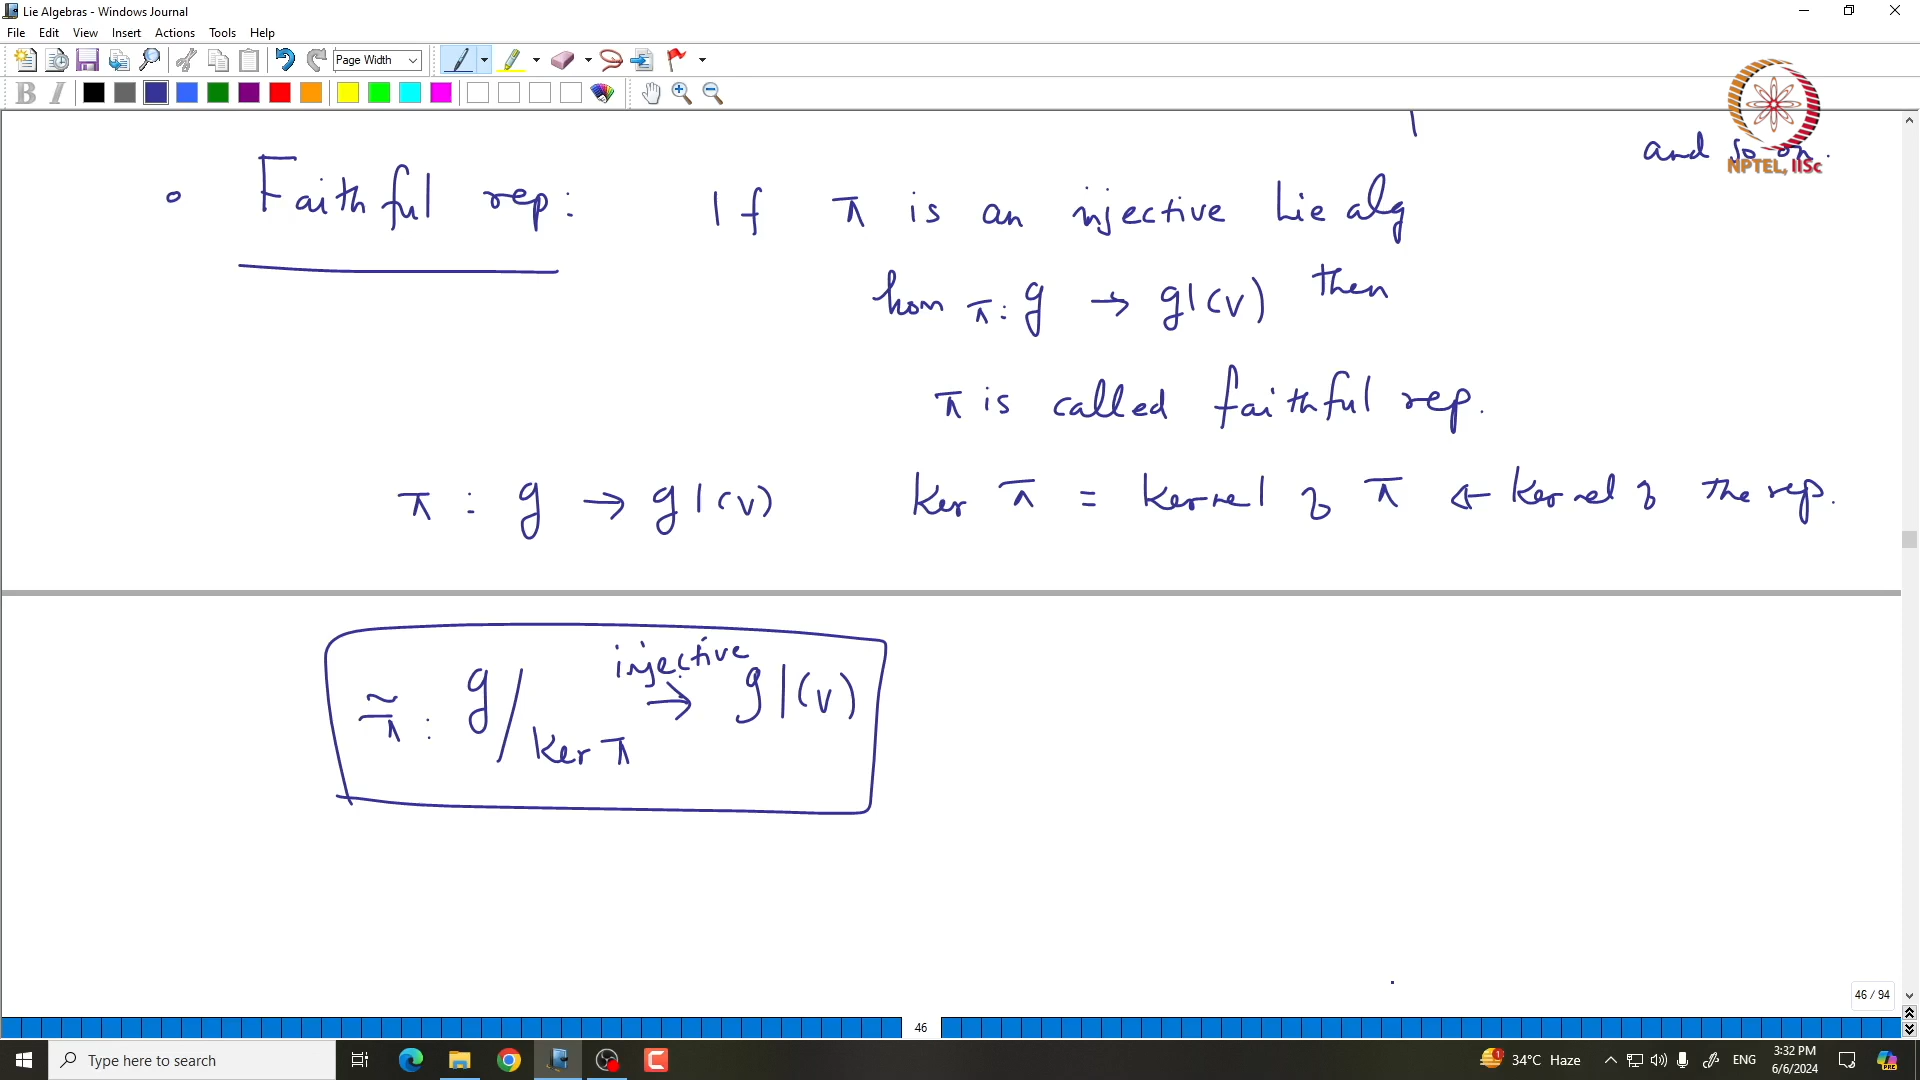 Lie Algebras - Windows Journal
File Edit View Insert Actions Tools Help
Page Width
B I
and so on.
NPTEL, IISc
Faithful rep: If π is an injective Lie alg
hom π: g → gl(V) then
π is called faithful rep.
π : g → gl(V) Ker π = Kernel of π ← Kernel of the rep.
injective
π̃ : g/Ker π → gl(V)
46 / 94
46
Type here to search
1
34°C Haze
ENG
3:32 PM
6/6/2024
PRE